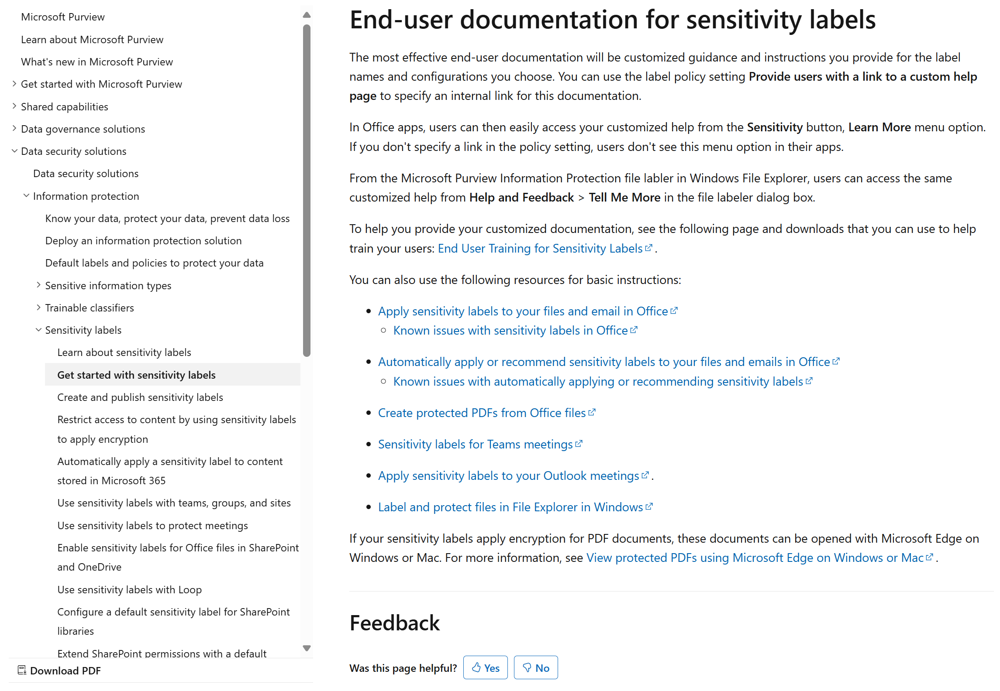 Microsoft Purview
Learn about Microsoft Purview
What's new in Microsoft Purview
Get started with Microsoft Purview
Shared capabilities
Data governance solutions
Data security solutions
Data security solutions
Information protection
Know your data, protect your data, prevent data loss
Deploy an information protection solution
Default labels and policies to protect your data
Sensitive information types
Trainable classifiers
Sensitivity labels
Learn about sensitivity labels
Get started with sensitivity labels
Create and publish sensitivity labels
Restrict access to content by using sensitivity labels
to apply encryption
Automatically apply a sensitivity label to content
stored in Microsoft 365
Use sensitivity labels with teams, groups, and sites
Use sensitivity labels to protect meetings
Enable sensitivity labels for Office files in SharePoint
and OneDrive
Use sensitivity labels with Loop
Configure a default sensitivity label for SharePoint
libraries
Extend SharePoint permissions with a default
Download PDF
End-user documentation for sensitivity labels
The most effective end-user documentation will be customized guidance and instructions you provide for the label
names and configurations you choose. You can use the label policy setting Provide users with a link to a custom help
page to specify an internal link for this documentation.
In Office apps, users can then easily access your customized help from the Sensitivity button, Learn More menu option.
If you don't specify a link in the policy setting, users don't see this menu option in their apps.
From the Microsoft Purview Information Protection file labler in Windows File Explorer, users can access the same
customized help from Help and Feedback > Tell Me More in the file labeler dialog box.
To help you provide your customized documentation, see the following page and downloads that you can use to help
train your users: End User Training for Sensitivity Labels.
You can also use the following resources for basic instructions:
• Apply sensitivity labels to your files and email in Office
○ Known issues with sensitivity labels in Office
• Automatically apply or recommend sensitivity labels to your files and emails in Office
○ Known issues with automatically applying or recommending sensitivity labels
• Create protected PDFs from Office files
• Sensitivity labels for Teams meetings
• Apply sensitivity labels to your Outlook meetings.
• Label and protect files in File Explorer in Windows
If your sensitivity labels apply encryption for PDF documents, these documents can be opened with Microsoft Edge on
Windows or Mac. For more information, see View protected PDFs using Microsoft Edge on Windows or Mac.
Feedback
Was this page helpful? Yes No